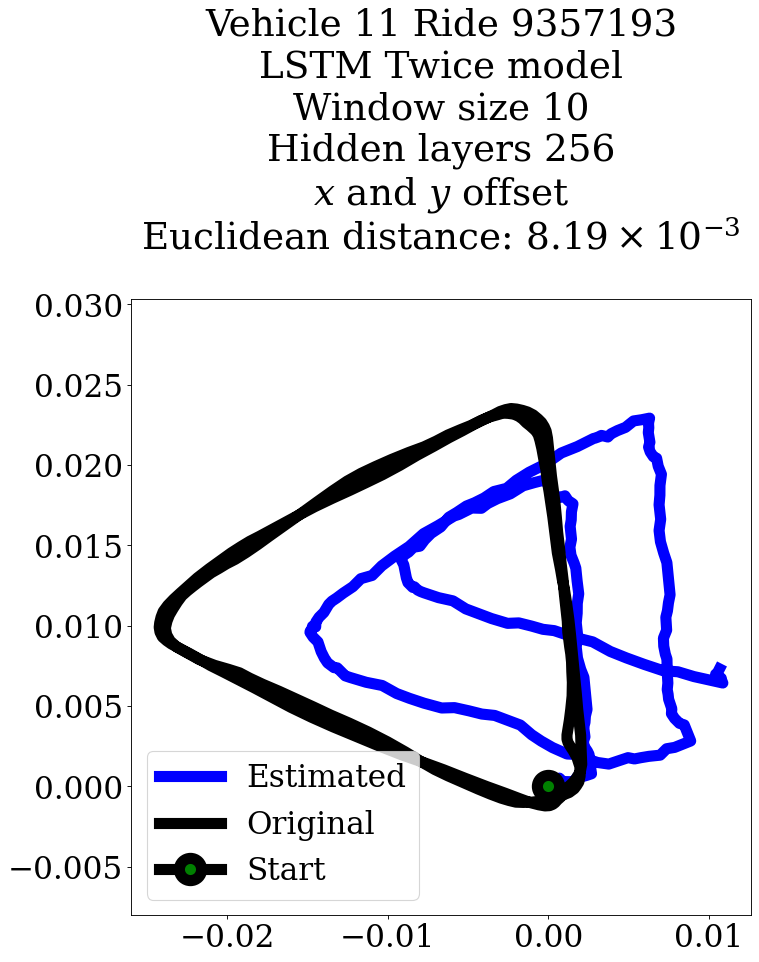 Vehicle 11 Ride 9357193
LSTM Twice model
Window size 10
Hidden layers 256
x and y offset
Euclidean distance: 8.19 × 10⁻³
0.030
0.025
0.020
0.015
0.010
0.005
0.000
−0.005
Estimated
Original
Start
−0.02
−0.01
0.00
0.01